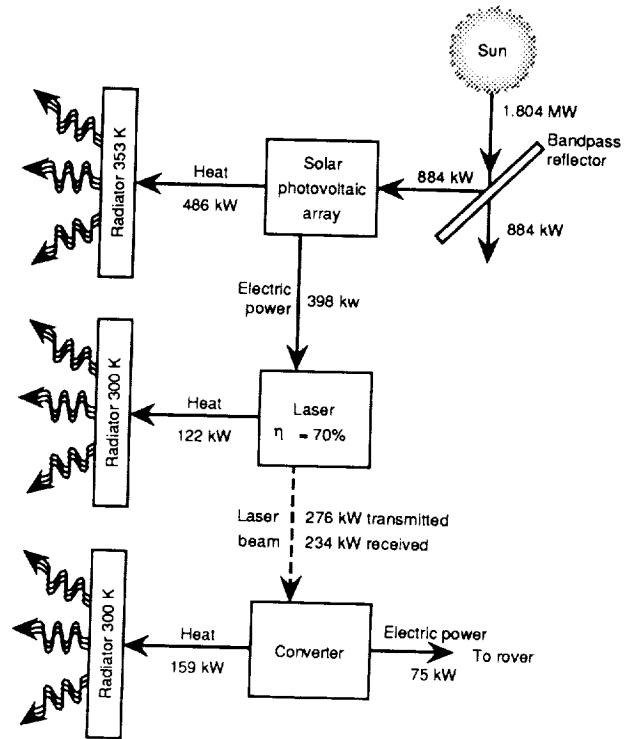 Sun
1.804 MW
Bandpass
reflector
884 kW
884 kW
Solar
photovoltaic
array
Heat
486 kW
Radiator 353 K
Electric
power
398 kw
Laser
η = 70%
Heat
122 kW
Radiator 300 K
Laser
beam
276 kW transmitted
234 kW received
Converter
Heat
159 kW
Radiator 300 K
Electric power
75 kW
To rover